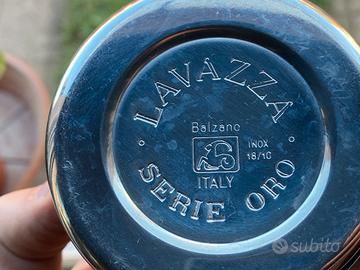 LAVAZZA
Balzano
INOX
18/10
ITALY
SERIE ORO
subito